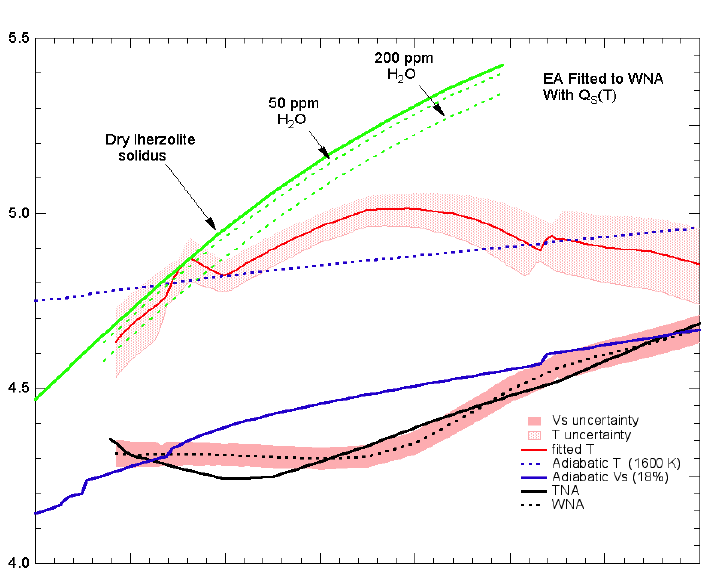 5.5
200 ppm
H2O
EA Fitted to WNA
With QS(T)
50 ppm
H2O
Dry lherzolite
solidus
5.0
4.5
Vs uncertainty
T uncertainty
fitted T
Adiabatic T (1600 K)
Adiabatic Vs (18%)
TNA
WNA
4.0